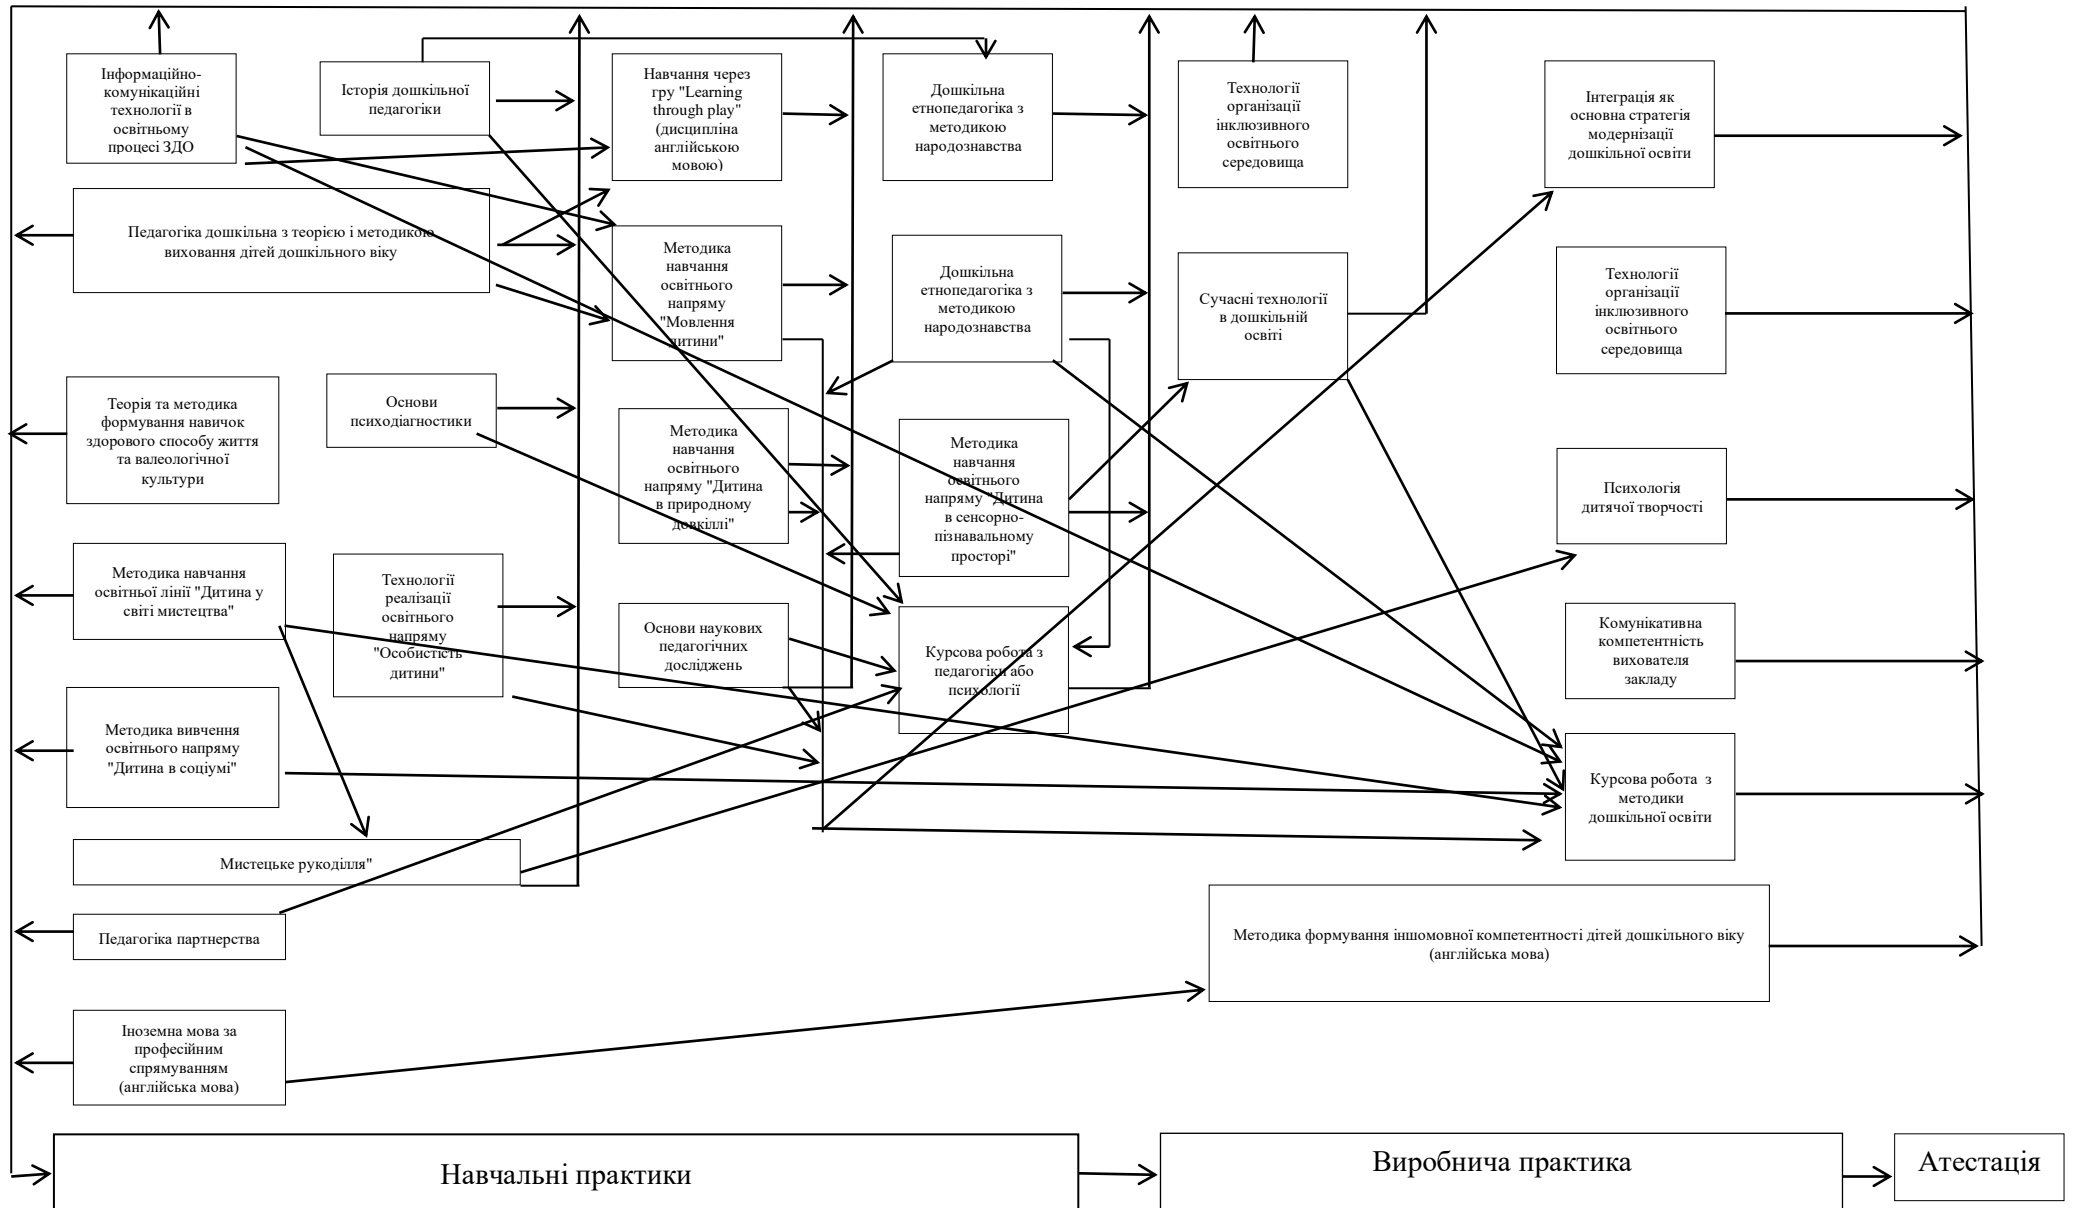 Інформаційно-
комунікаційні
технології в
освітньому
процесі ЗДО
Історія дошкільної
педагогіки
Навчання через
гру "Learning
through play"
(дисципліна
англійською
мовою)
Дошкільна
етнопедагогіка з
методикою
народознавства
Технології
організації
інклюзивного
освітнього
середовища
Інтеграція як
основна стратегія
модернізації
дошкільної освіти
Педагогіка дошкільна з теорією і методикою
виховання дітей дошкільного віку
Методика
навчання
освітнього
напряму
"Мовлення
дитини"
Дошкільна
етнопедагогіка з
методикою
народознавства
Сучасні технології
в дошкільній
освіті
Технології
організації
інклюзивного
освітнього
середовища
Теорія та методика
формування навичок
здорового способу життя
та валеологічної
культури
Основи
психодіагностики
Методика
навчання
освітнього
напряму "Дитина
в природному
довкіллі"
Методика
навчання
освітнього
напряму "Дитина
в сенсорно-
пізнавальному
просторі"
Психологія
дитячої творчості
Методика навчання
освітньої лінії "Дитина у
світі мистецтва"
Технології
реалізації
освітнього
напряму
"Особистість
дитини"
Основи наукових
педагогічних
досліджень
Курсова робота з
педагогіки або
психології
Комунікативна
компетентність
вихователя
закладу
Методика вивчення
освітнього напряму
"Дитина в соціумі"
Курсова робота з
методики
дошкільної освіти
Мистецьке рукоділля"
Педагогіка партнерства
Методика формування іншомовної компетентності дітей дошкільного віку
(англійська мова)
Іноземна мова за
професійним
спрямуванням
(англійська мова)
Навчальні практики
Виробнича практика
Атестація